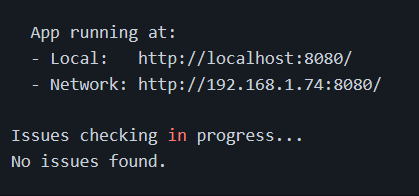 App running at:
- Local:   http://localhost:8080/
- Network: http://192.168.1.74:8080/
Issues checking in progress...
No issues found.